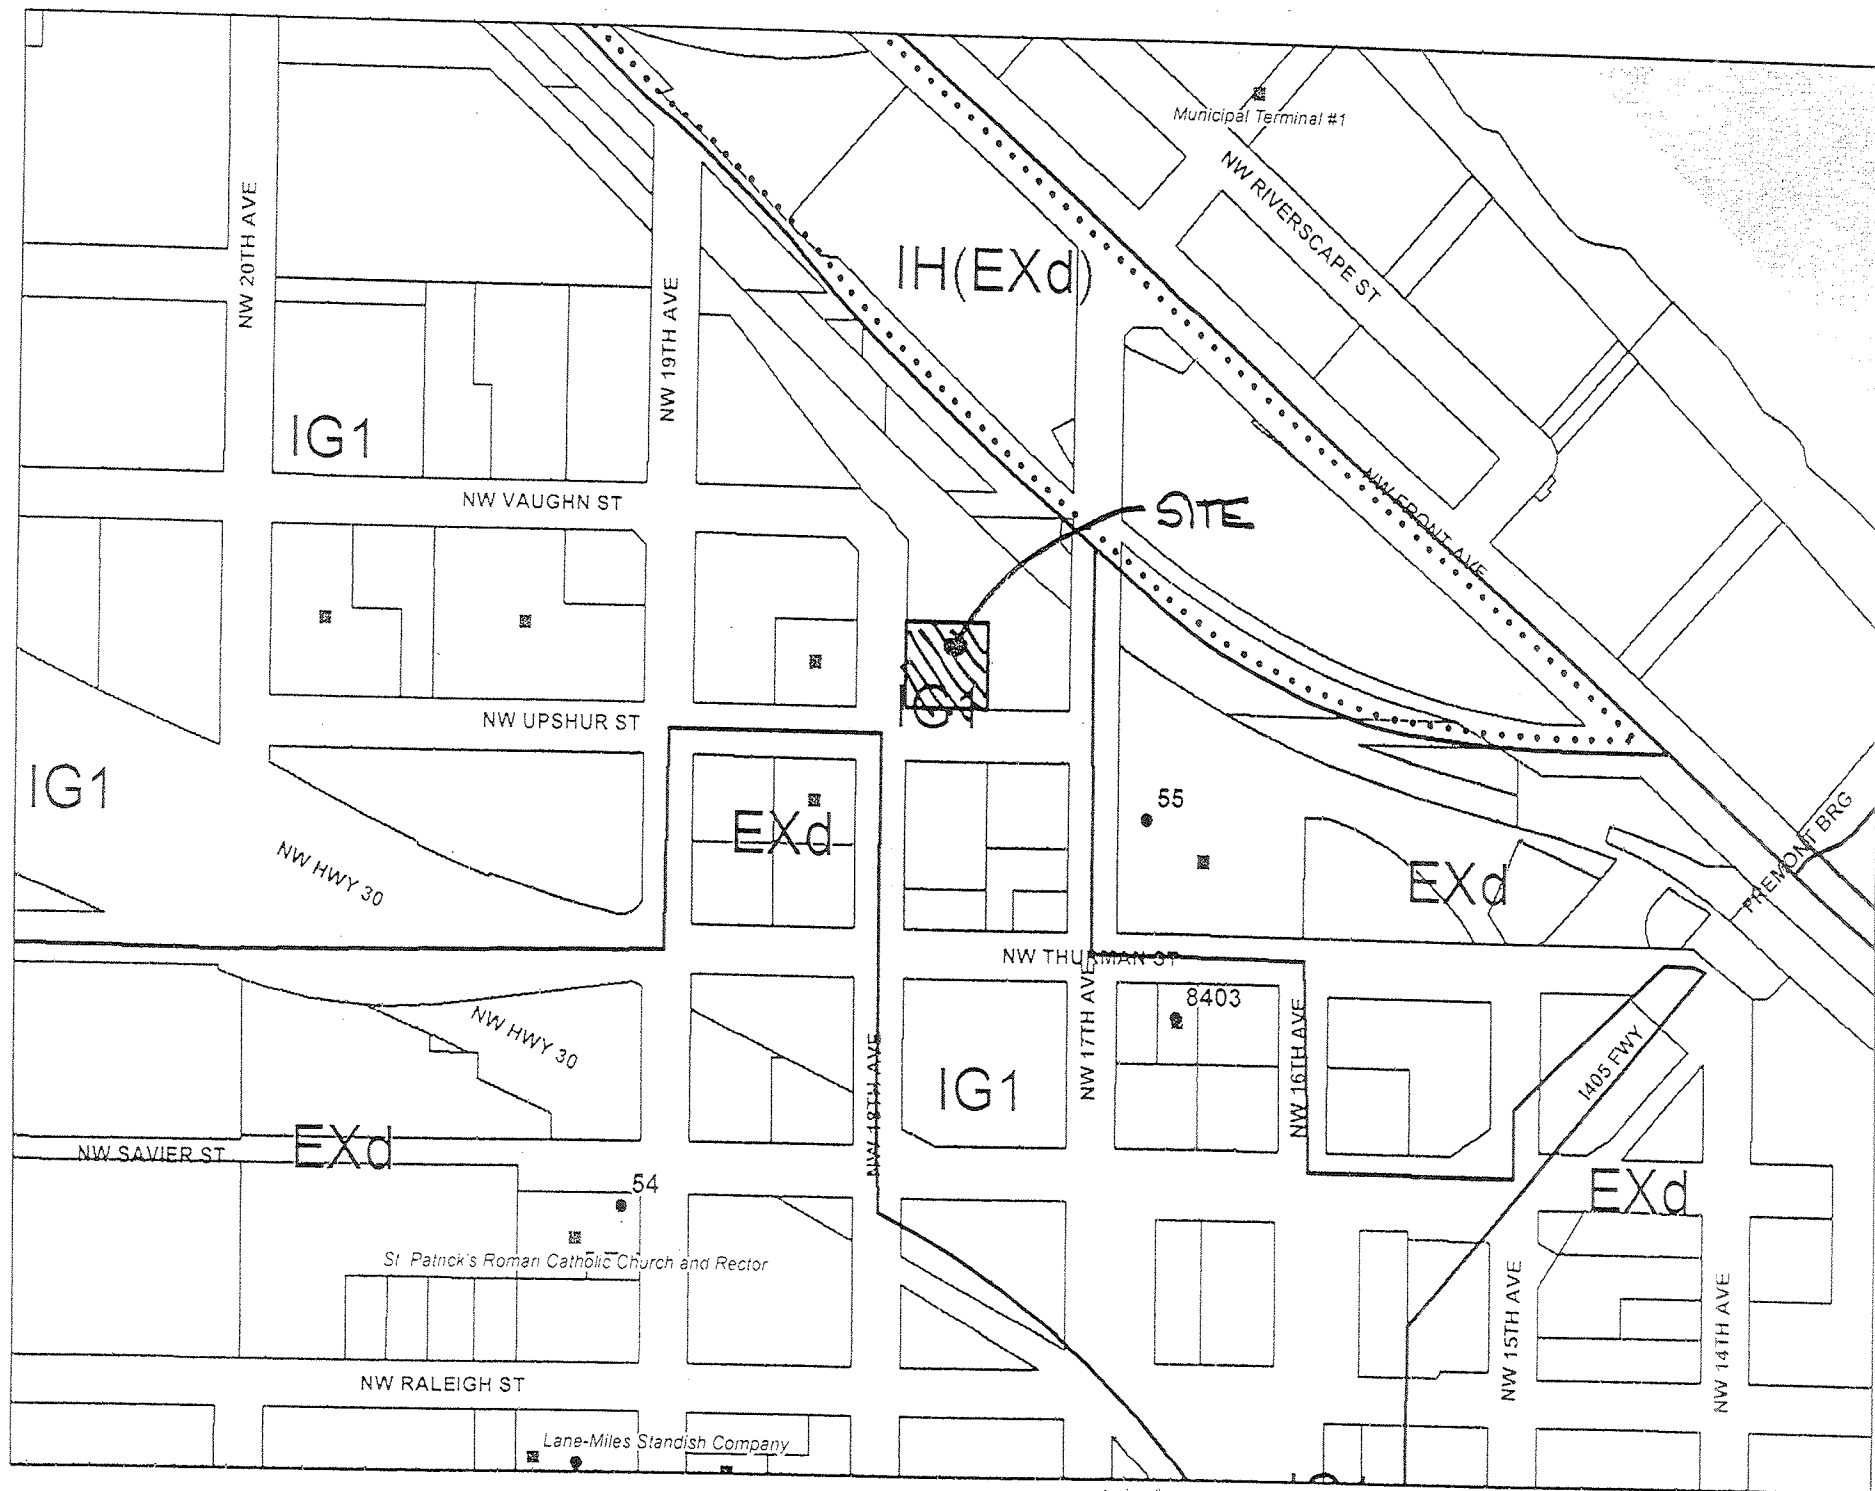 Municipal Terminal #1
NW RIVERSCAPE ST
NW 20TH AVE
IH(EXd)
NW 19TH AVE
IG1
NW VAUGHN ST
SITE
NW FRONT AVE
IG1
NW UPSHUR ST
IG1
55
EXd
EXd
FREMONT BRG
NW HWY 30
NW THURMAN ST
8403
NW HWY 30
NW 18TH AVE
NW 17TH AVE
NW 16TH AVE
IG1
I405 FWY
EXd
NW SAVIER ST
54
EXd
St. Patrick's Roman Catholic Church and Rector
NW 15TH AVE
NW 14TH AVE
NW RALEIGH ST
Lane-Miles Standish Company